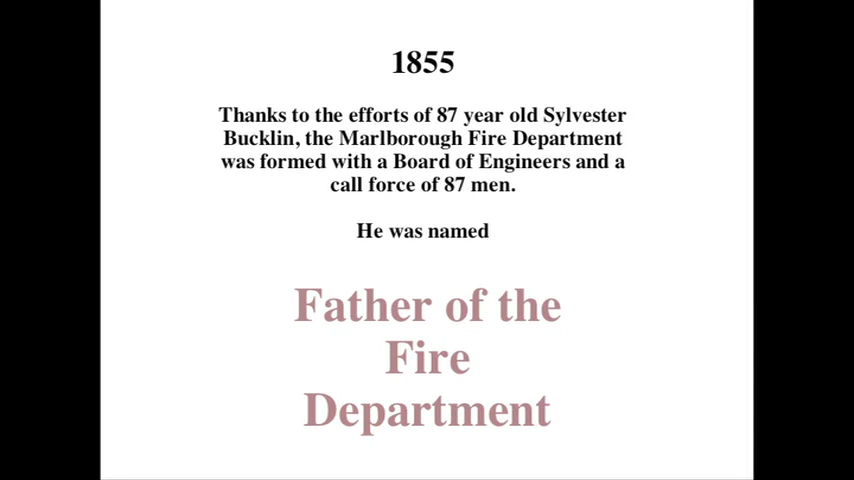 1855
Thanks to the efforts of 87 year old Sylvester
Bucklin, the Marlborough Fire Department
was formed with a Board of Engineers and a
call force of 87 men.
He was named
Father of the
Fire
Department